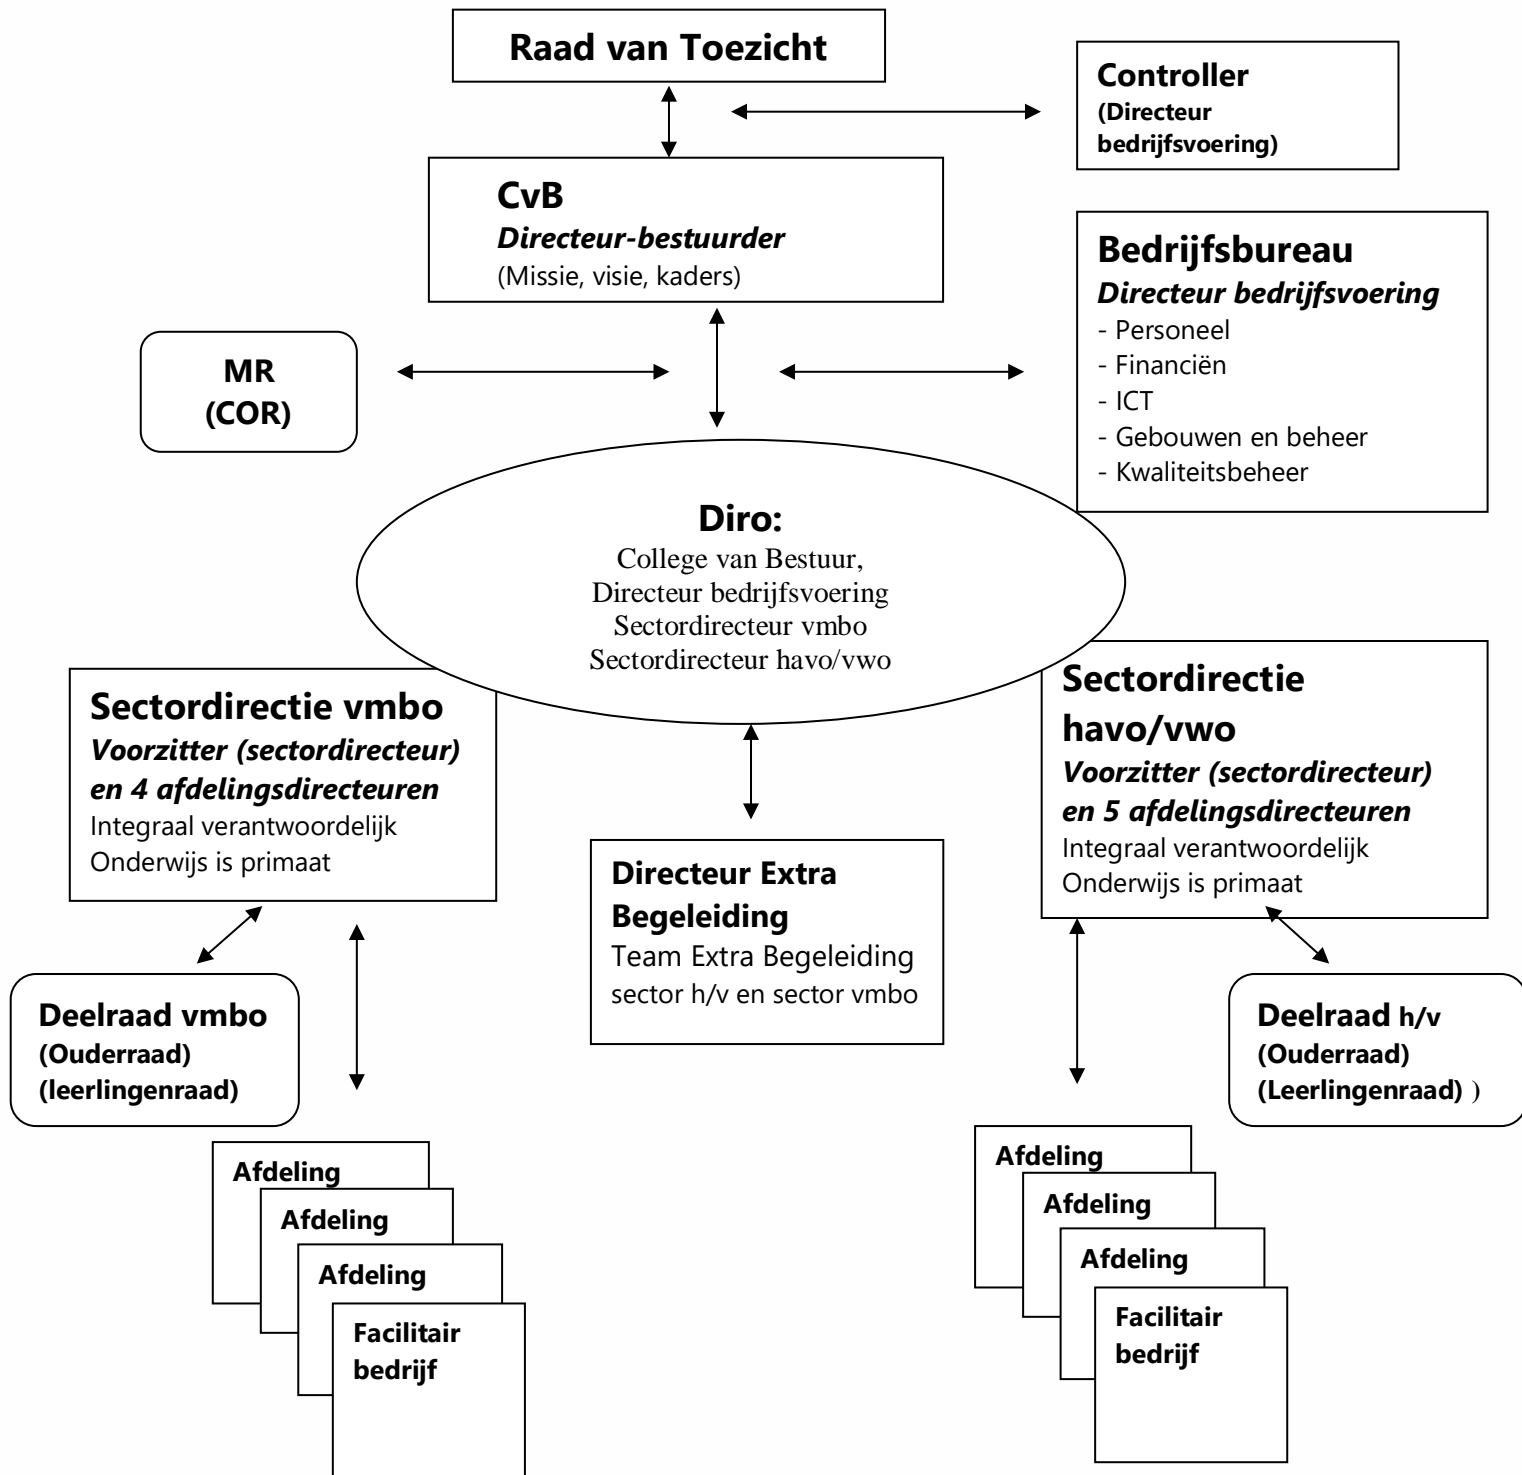 Raad van Toezicht
Controller
(Directeur
bedrijfsvoering)
CvB
Directeur-bestuurder
(Missie, visie, kaders)
Bedrijfsbureau
Directeur bedrijfsvoering
- Personeel
- Financiën
- ICT
- Gebouwen en beheer
- Kwaliteitsbeheer
MR
(COR)
Diro:
College van Bestuur,
Directeur bedrijfsvoering
Sectordirecteur vmbo
Sectordirecteur havo/vwo
Sectordirectie vmbo
Voorzitter (sectordirecteur)
en 4 afdelingsdirecteuren
Integraal verantwoordelijk
Onderwijs is primaat
Directeur Extra
Begeleiding
Team Extra Begeleiding
sector h/v en sector vmbo
Sectordirectie
havo/vwo
Voorzitter (sectordirecteur)
en 5 afdelingsdirecteuren
Integraal verantwoordelijk
Onderwijs is primaat
Deelraad vmbo
(Ouderraad)
(leerlingenraad)
Deelraad h/v
(Ouderraad)
(Leerlingenraad) )
Afdeling
Afdeling
Afdeling
Facilitair
bedrijf
Afdeling
Afdeling
Afdeling
Facilitair
bedrijf